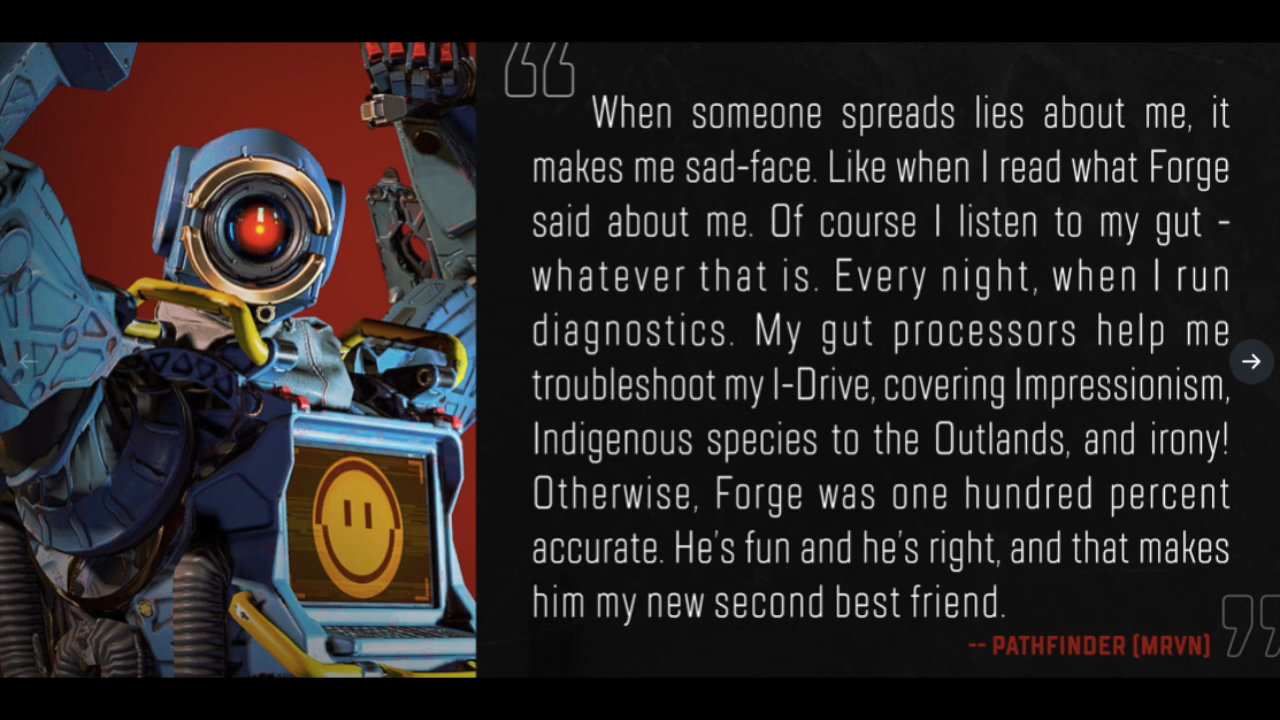 When someone spreads lies about me, it
makes me sad-face. Like when I read what Forge
said about me. Of course I listen to my gut -
whatever that is. Every night, when I run
diagnostics. My gut processors help me
troubleshoot my I-Drive, covering Impressionism,
Indigenous species to the Outlands, and irony!
Otherwise, Forge was one hundred percent
accurate. He's fun and he's right, and that makes
him my new second best friend.
-- PATHFINDER (MRVN)